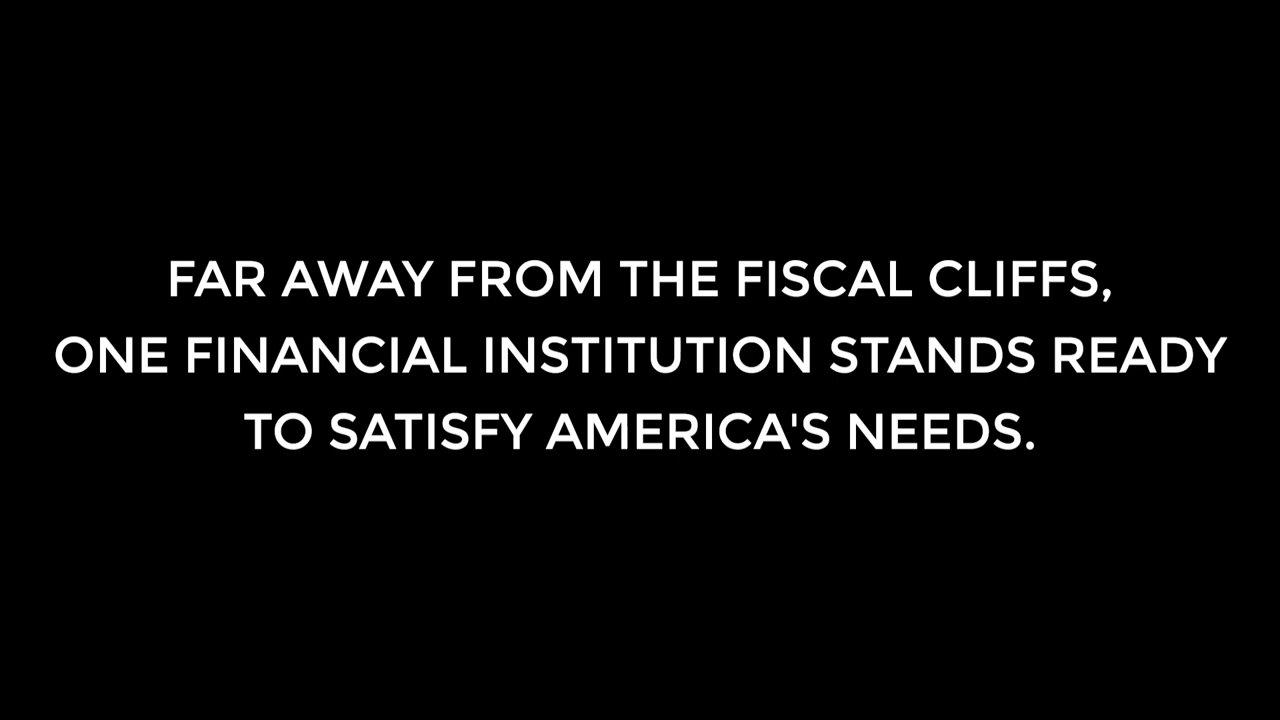 FAR AWAY FROM THE FISCAL CLIFFS,
ONE FINANCIAL INSTITUTION STANDS READY
TO SATISFY AMERICA'S NEEDS.